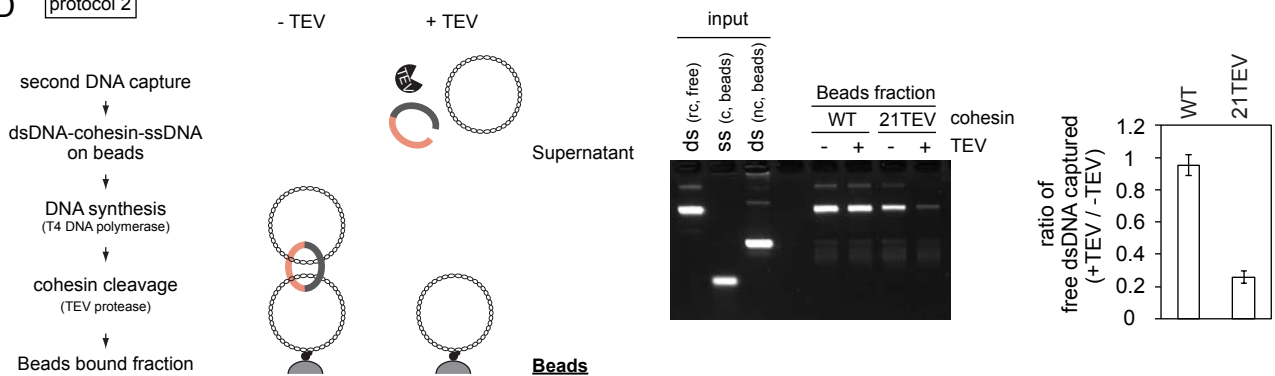 D
protocol 2
- TEV
+ TEV
second DNA capture
dsDNA-cohesin-ssDNA
on beads
DNA synthesis
(T4 DNA polymerase)
cohesin cleavage
(TEV protease)
Beads bound fraction
TEV
Supernatant
Beads
input
ds (rc, free)
ss (c, beads)
ds (nc, beads)
Beads fraction
WT 21TEV cohesin
- + - + TEV
ratio of
free dsDNA captured
(+TEV / -TEV)
WT
21TEV
1.2
1
0.8
0.6
0.4
0.2
0